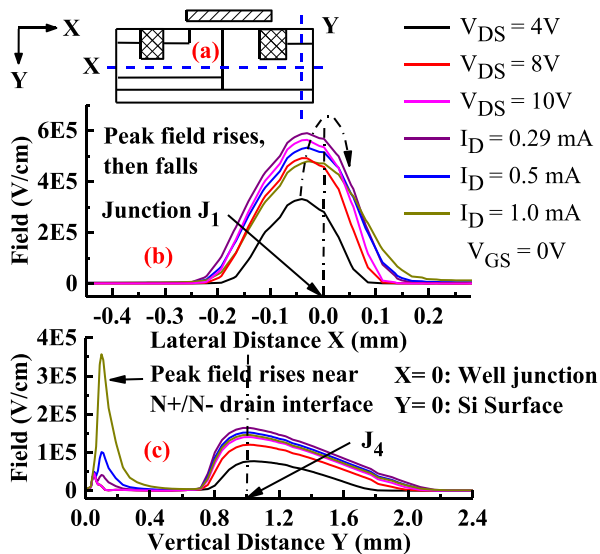 X
Y
(a)
X
Y
V_DS = 4V
V_DS = 8V
V_DS = 10V
I_D = 0.29 mA
I_D = 0.5 mA
I_D = 1.0 mA
V_GS = 0V
Field (V/cm)
6E5
4E5
2E5
0
Peak field rises,
then falls
Junction J_1
(b)
-0.4 -0.3 -0.2 -0.1 0.0 0.1 0.2
Lateral Distance X (mm)
Field (V/cm)
4E5
3E5
2E5
1E5
0
Peak field rises near
N+/N- drain interface
X= 0: Well junction
Y= 0: Si Surface
(c)
J_4
0.0 0.4 0.8 1.2 1.6 2.0 2.4
Vertical Distance Y (mm)